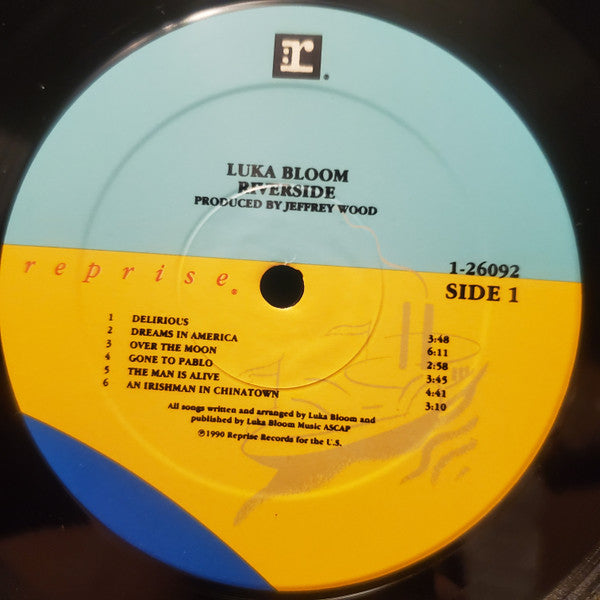 r
LUKA BLOOM
RIVERSIDE
PRODUCED BY JEFFREY WOOD
reprise
1-26092
SIDE 1
1 DELIRIOUS 3:48
2 DREAMS IN AMERICA 6:11
3 OVER THE MOON 2:58
4 GONE TO PABLO 3:45
5 THE MAN IS ALIVE 4:41
6 AN IRISHMAN IN CHINATOWN 3:10
All songs written and arranged by Luka Bloom and
published by Luka Bloom Music ASCAP
℗1990 Reprise Records for the U.S.